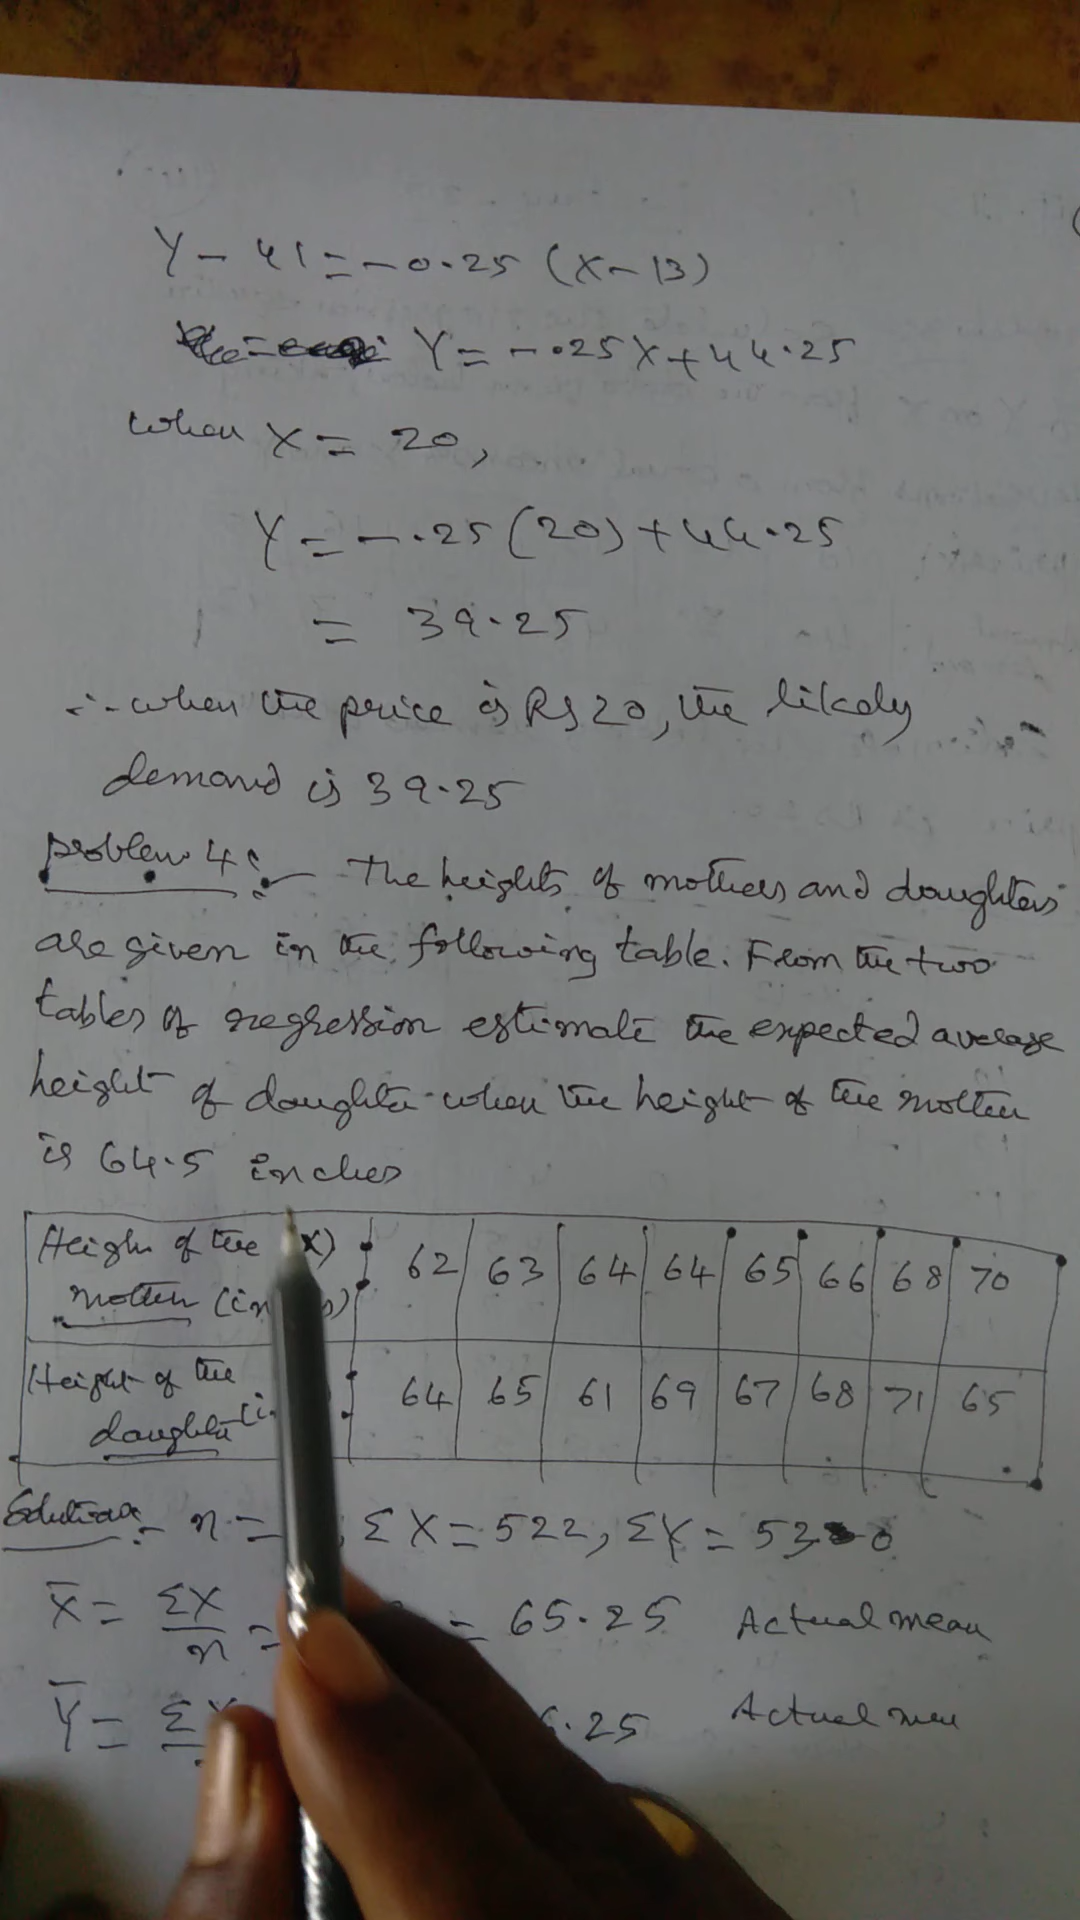 Y - 41 = -0.25 (X - 13)
Y = -.25X + 44.25
when X = 20,
Y = -.25 (20) + 44.25
= 39.25
∴ when the price is Rs 20, the likely
demand is 39.25
problem 4:- The heights of mothers and daughters
are given in the following table. From the two
tables of regression estimate the expected average
height of daughter when the height of the mother
is 64.5 inches
Height of the (X) 62 63 64 64 65 66 68 70
mother
Height of the 64 65 61 69 67 68 71 65
daughter
Solution:- n = , ΣX = 522, ΣY = 530
X̄ = ΣX/n = = 65.25 Actual mean
Ȳ = .25 Actual mean